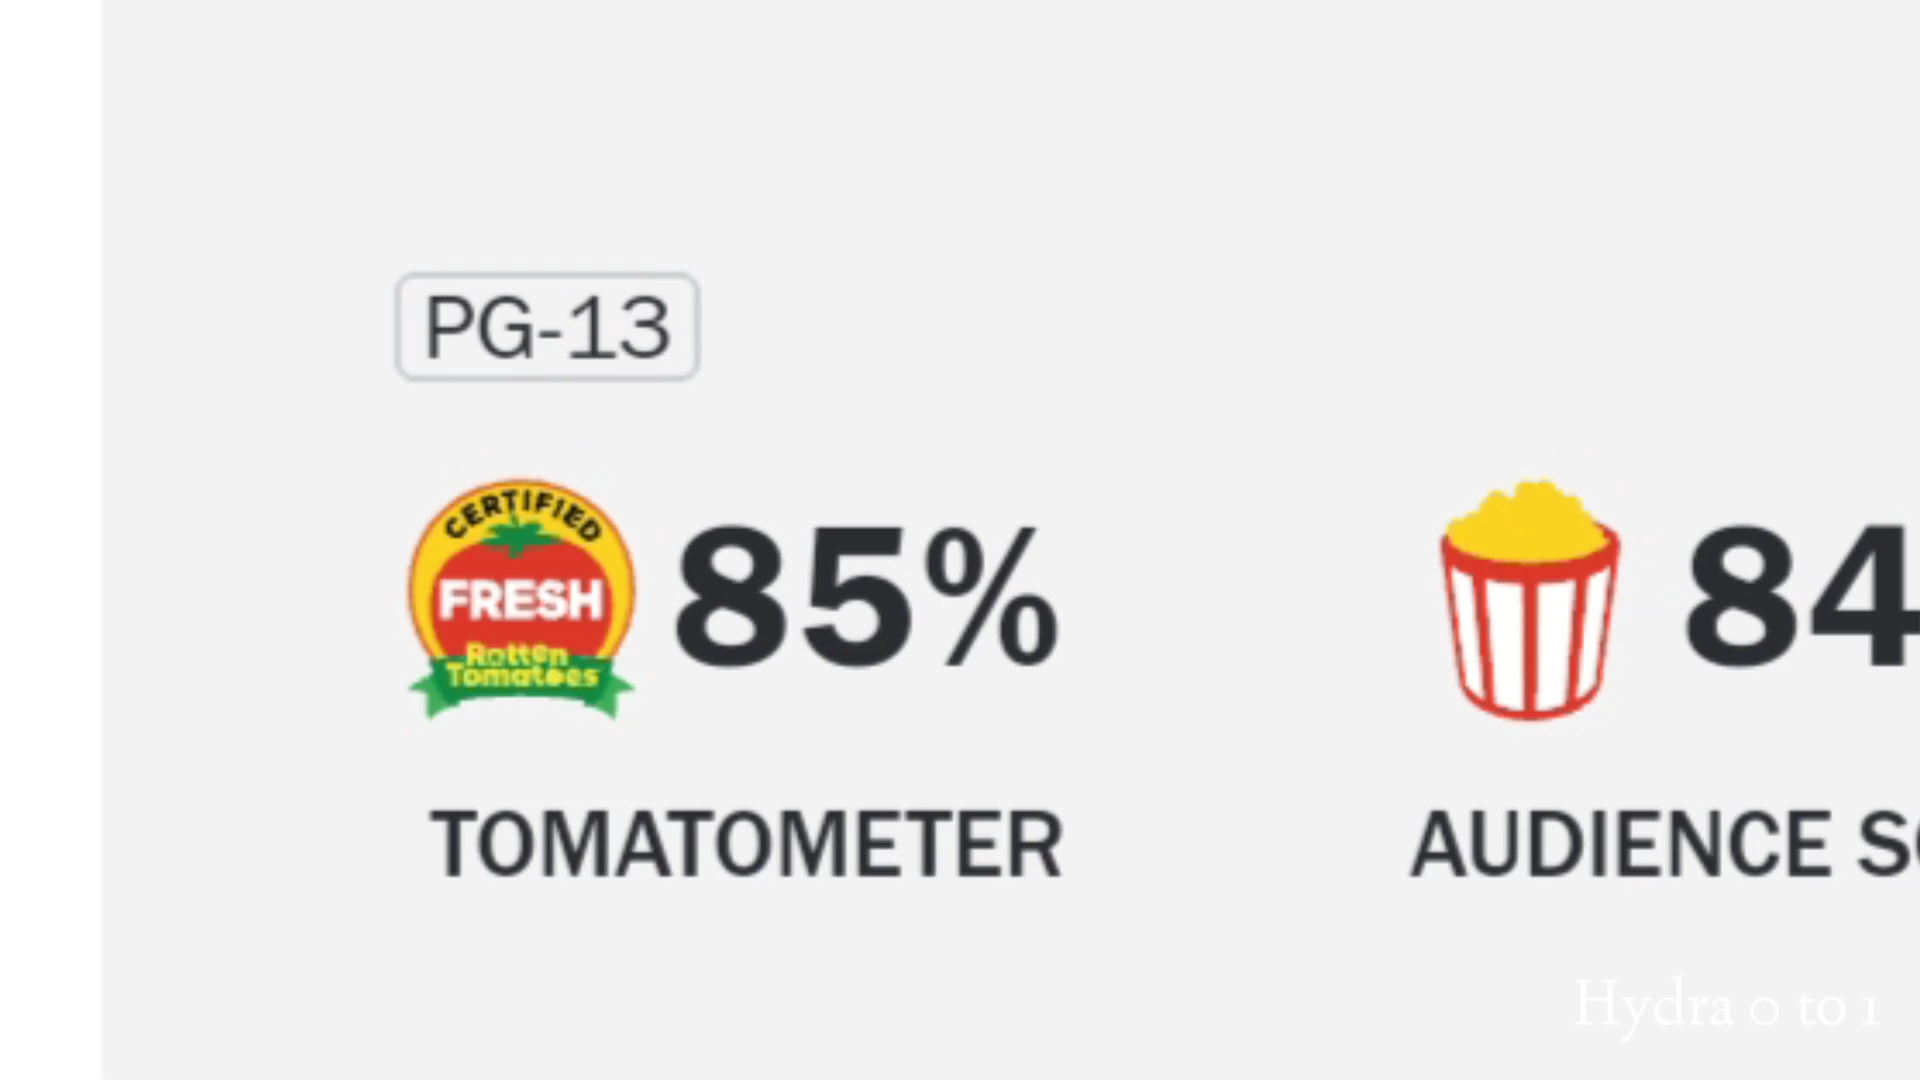 PG-13
CERTIFIED
FRESH
Rotten
Tomatoes
85%
84
TOMATOMETER
AUDIENCE SC
Hydra 0 to 1